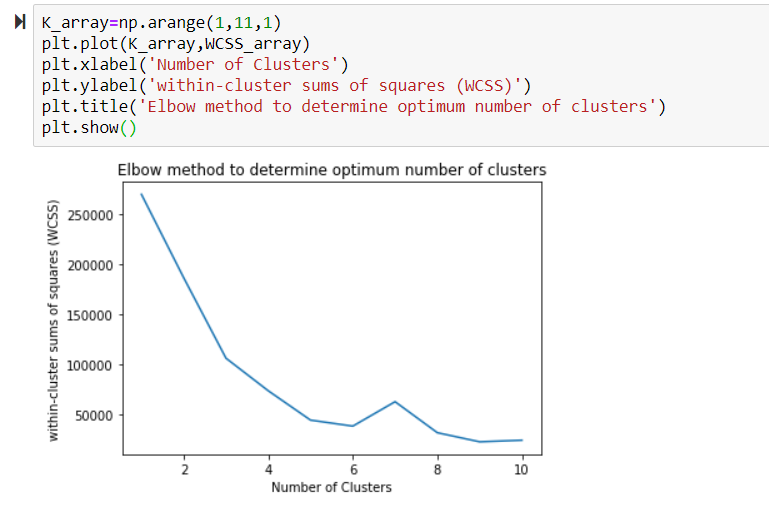 K_array=np.arange(1,11,1)
plt.plot(K_array,WCSS_array)
plt.xlabel('Number of Clusters')
plt.ylabel('within-cluster sums of squares (WCSS)')
plt.title('Elbow method to determine optimum number of clusters')
plt.show()
Elbow method to determine optimum number of clusters
within-cluster sums of squares (WCSS)
250000
200000
150000
100000
50000
2 4 6 8 10
Number of Clusters